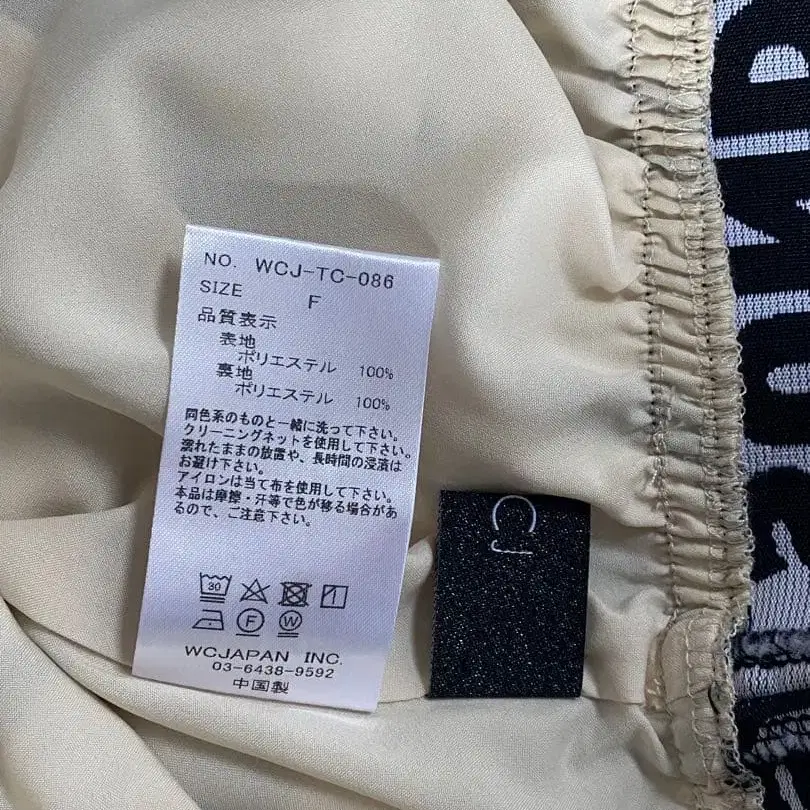 NO. WCJ-TC-086
SIZE F
品質表示
表地
ポリエステル 100%
裏地
ポリエステル 100%
同色系のものと一緒に洗って下さい。
クリーニングネットを使用して下さい。
濡れたままの放置や、長時間の浸漬は
お避け下さい。
アイロンは当て布を使用して下さい。
本品は摩擦・汗等で色が移る場合があ
るので、ご注意下さい。
30
F W
WCJAPAN INC.
03-6438-9592
中国製
CJ